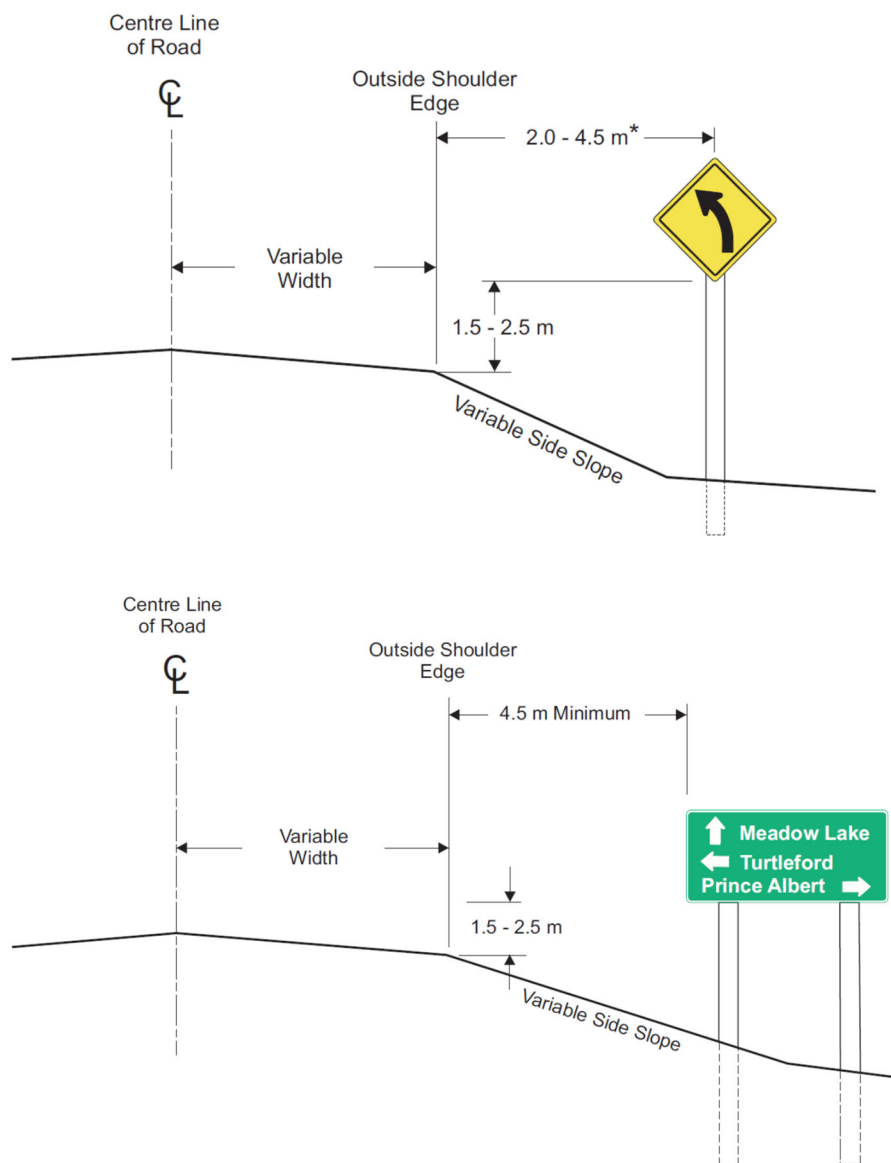 Centre Line
of Road
℄
Outside Shoulder
Edge
2.0 - 4.5 m*
Variable
Width
1.5 - 2.5 m
Variable Side Slope
Centre Line
of Road
℄
Outside Shoulder
Edge
4.5 m Minimum
Variable
Width
Meadow Lake
Turtleford
Prince Albert
1.5 - 2.5 m
Variable Side Slope